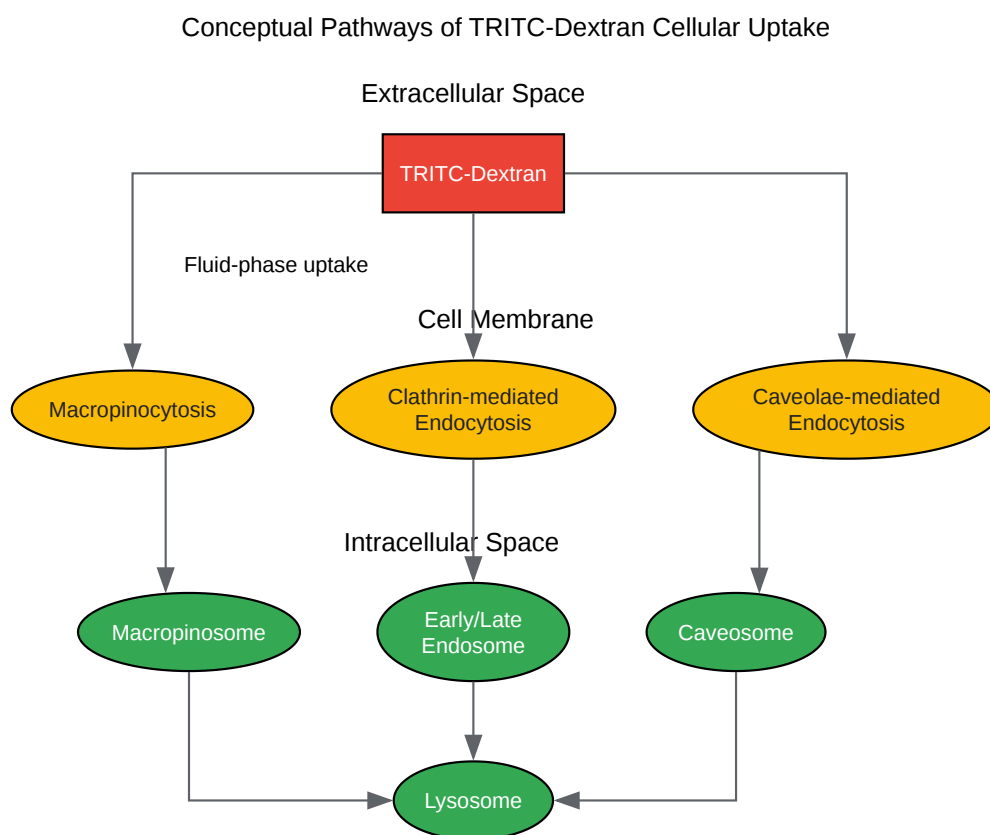 Conceptual Pathways of TRITC-Dextran Cellular Uptake
Extracellular Space
TRITC-Dextran
Fluid-phase uptake
Cell Membrane
Macropinocytosis
Clathrin-mediated
Endocytosis
Caveolae-mediated
Endocytosis
Intracellular Space
Macropinosome
Early/Late
Endosome
Caveosome
Lysosome